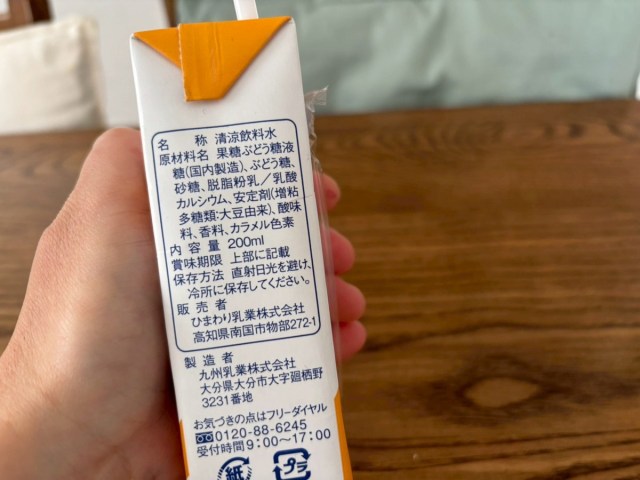 名　　称 清涼飲料水
原材料名 果糖ぶどう糖液
糖(国内製造)、ぶどう糖、
砂糖、脱脂粉乳／乳酸
カルシウム、安定剤(増粘
多糖類:大豆由来)、酸味
料、香料、カラメル色素
内 容 量 200ml
賞味期限 上部に記載
保存方法 直射日光を避け、
冷所に保存してください。
販 売 者
ひまわり乳業株式会社
高知県南国市物部272-1
製 造 者
九州乳業株式会社
大分県大分市大字廻栖野
3231番地
お気づきの点はフリーダイヤル
0120-88-6245
受付時間9:00〜17:00
紙 プラ